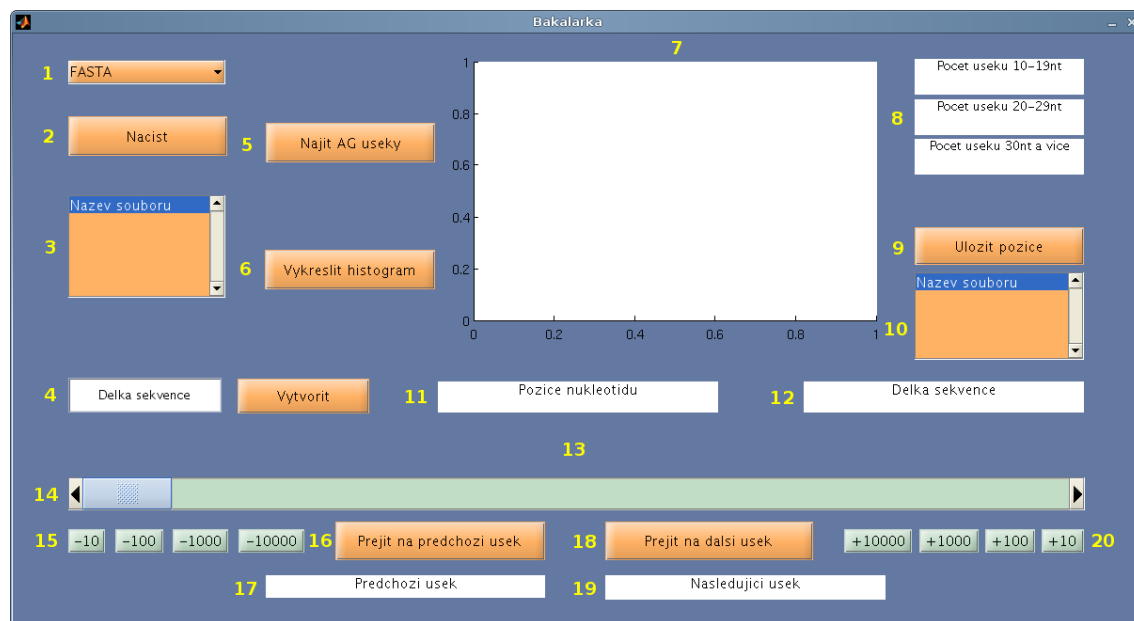 Bakalarka
7
1 FASTA
1
Pocet useku 10-19nt
0.8
8
Pocet useku 20-29nt
2 Nacist
5 Najit AG useky
Pocet useku 30nt a vice
0.6
Nazev souboru
0.4
3
9 Ulozit pozice
6 Vykreslit histogram
0.2
Nazev souboru
10
0
0 0.2 0.4 0.6 0.8 1
4 Delka sekvence Vytvorit 11 Pozice nukleotidu 12 Delka sekvence
13
14
15 -10 -100 -1000 -10000 16 Prejit na predchozi usek 18 Prejit na dalsi usek +10000 +1000 +100 +10 20
17 Predchozi usek 19 Nasledujici usek